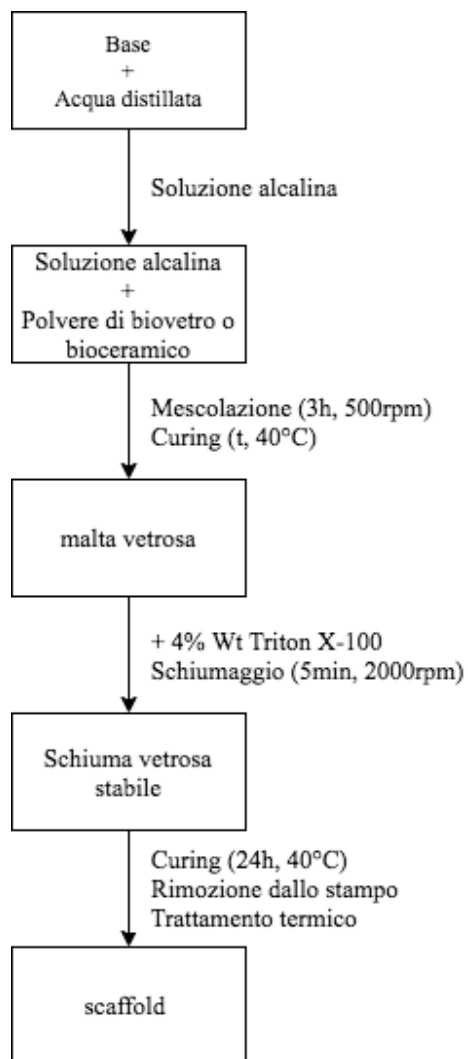 Base
+
Acqua distillata
Soluzione alcalina
Soluzione alcalina
+
Polvere di biovetro o
bioceramico
Mescolazione (3h, 500rpm)
Curing (t, 40°C)
malta vetrosa
+ 4% Wt Triton X-100
Schiumaggio (5min, 2000rpm)
Schiuma vetrosa
stabile
Curing (24h, 40°C)
Rimozione dallo stampo
Trattamento termico
scaffold